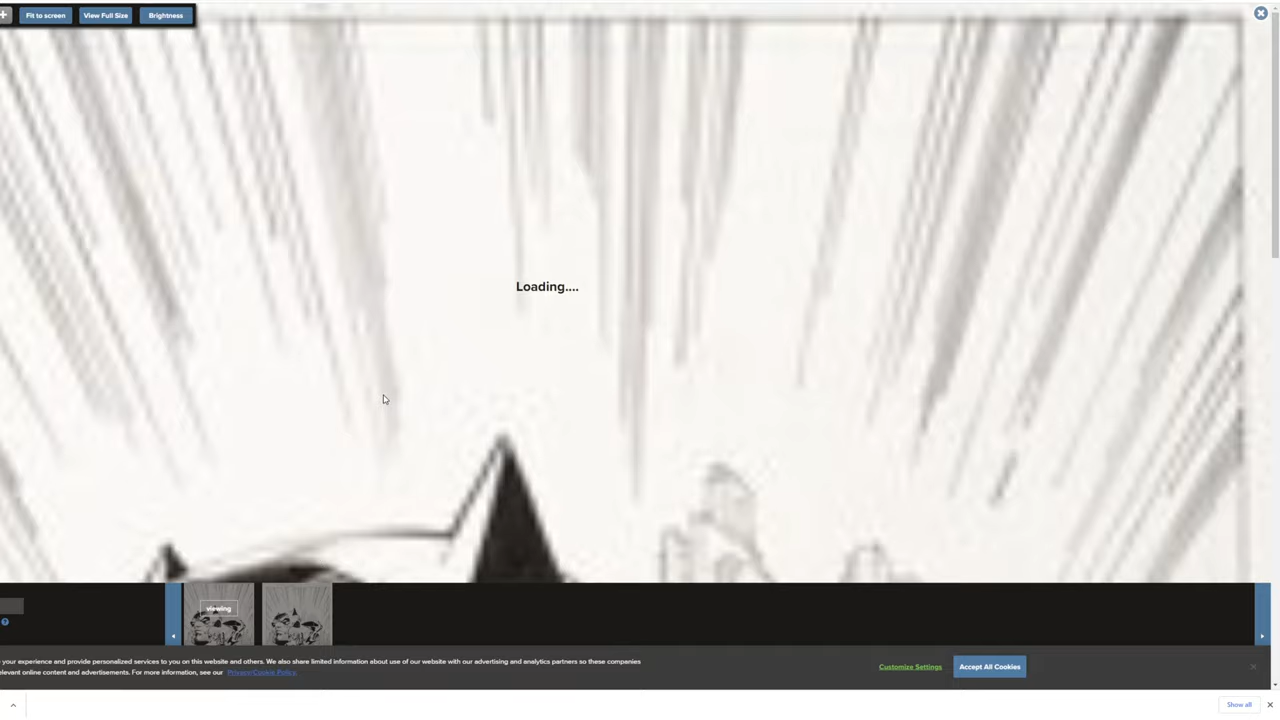 Fit to screen
View Full Size
Brightness
Loading....
viewing
your experience and provide personalized services to you on this website and others. We also share limited information about use of our website with our advertising and analytics partners so these companies
elevant online content and advertisements. For more information, see our Privacy/Cookie Policy.
Customize Settings
Accept All Cookies
Show all